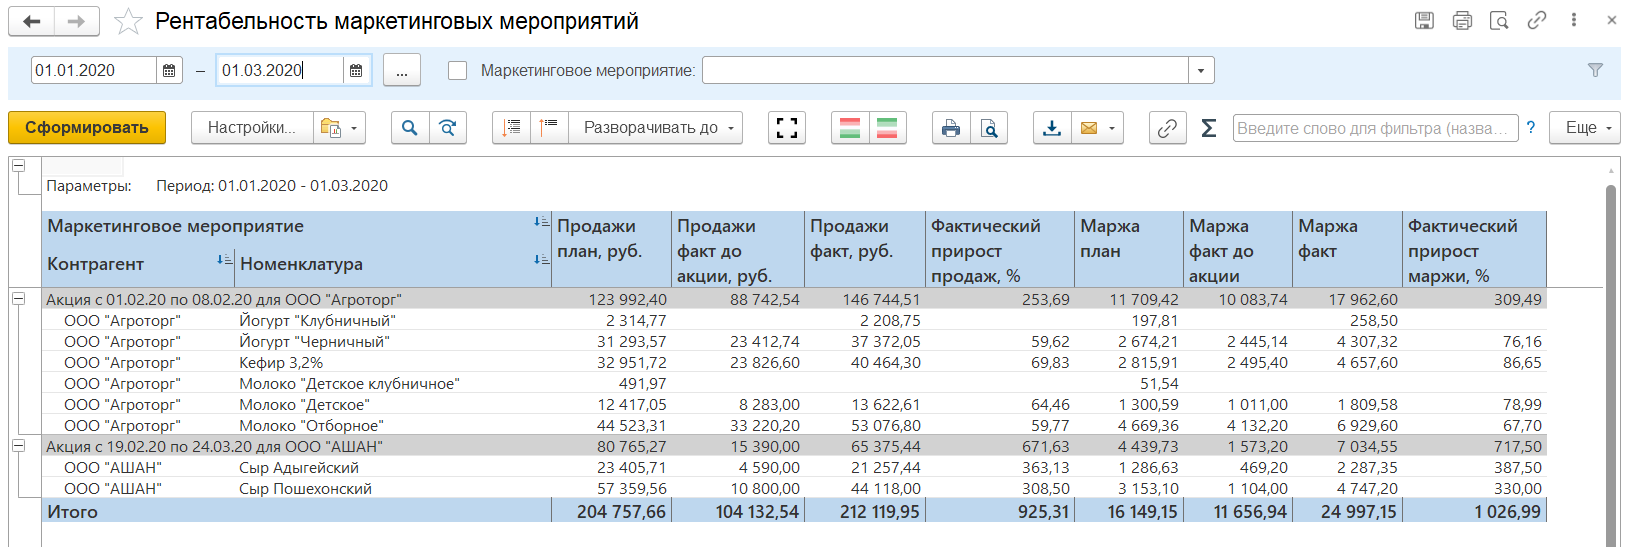 Рентабельность маркетинговых мероприятий
01.01.2020 – 01.03.2020 ... Маркетинговое мероприятие:
Сформировать Настройки... Разворачивать до Σ Введите слово для фильтра (назва... ? Еще
Параметры: Период: 01.01.2020 - 01.03.2020
Маркетинговое мероприятие Продажи план, руб. Продажи факт до акции, руб. Продажи факт, руб. Фактический прирост продаж, % Маржа план Маржа факт до акции Маржа факт Фактический прирост маржи, %
Контрагент Номенклатура
Акция с 01.02.20 по 08.02.20 для ООО "Агроторг" 123 992,40 88 742,54 146 744,51 253,69 11 709,42 10 083,74 17 962,60 309,49
ООО "Агроторг" Йогурт "Клубничный" 2 314,77 2 208,75 197,81 258,50
ООО "Агроторг" Йогурт "Черничный" 31 293,57 23 412,74 37 372,05 59,62 2 674,21 2 445,14 4 307,32 76,16
ООО "Агроторг" Кефир 3,2% 32 951,72 23 826,60 40 464,30 69,83 2 815,91 2 495,40 4 657,60 86,65
ООО "Агроторг" Молоко "Детское клубничное" 491,97 51,54
ООО "Агроторг" Молоко "Детское" 12 417,05 8 283,00 13 622,61 64,46 1 300,59 1 011,00 1 809,58 78,99
ООО "Агроторг" Молоко "Отборное" 44 523,31 33 220,20 53 076,80 59,77 4 669,36 4 132,20 6 929,60 67,70
Акция с 19.02.20 по 24.03.20 для ООО "АШАН" 80 765,27 15 390,00 65 375,44 671,63 4 439,73 1 573,20 7 034,55 717,50
ООО "АШАН" Сыр Адыгейский 23 405,71 4 590,00 21 257,44 363,13 1 286,63 469,20 2 287,35 387,50
ООО "АШАН" Сыр Пошехонский 57 359,56 10 800,00 44 118,00 308,50 3 153,10 1 104,00 4 747,20 330,00
Итого 204 757,66 104 132,54 212 119,95 925,31 16 149,15 11 656,94 24 997,15 1 026,99